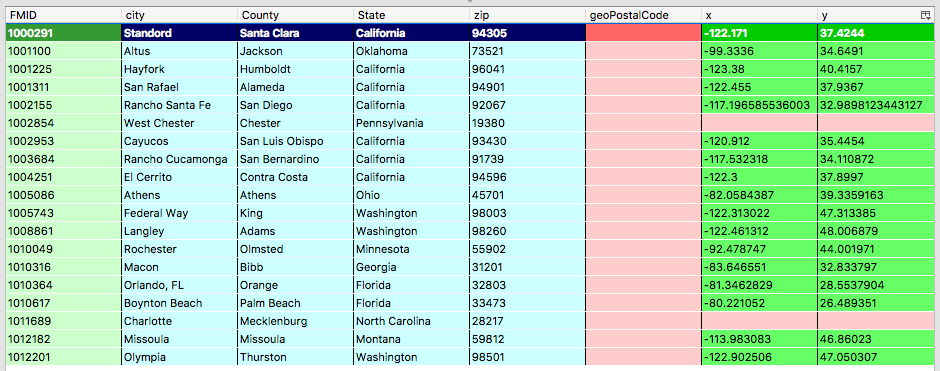 FMID city County State zip geoPostalCode x y
1000291 Standord Santa Clara California 94305 -122.171 37.4244
1001100 Altus Jackson Oklahoma 73521 -99.3336 34.6491
1001225 Hayfork Humboldt California 96041 -123.38 40.4157
1001311 San Rafael Alameda California 94901 -122.455 37.9367
1002155 Rancho Santa Fe San Diego California 92067 -117.196585536003 32.9898123443127
1002854 West Chester Chester Pennsylvania 19380
1002953 Cayucos San Luis Obispo California 93430 -120.912 35.4454
1003684 Rancho Cucamonga San Bernardino California 91739 -117.532318 34.110872
1004251 El Cerrito Contra Costa California 94596 -122.3 37.8997
1005086 Athens Athens Ohio 45701 -82.0584387 39.3359163
1005743 Federal Way King Washington 98003 -122.313022 47.313385
1008861 Langley Adams Washington 98260 -122.461312 48.006879
1010049 Rochester Olmsted Minnesota 55902 -92.478747 44.001971
1010316 Macon Bibb Georgia 31201 -83.646551 32.833797
1010364 Orlando, FL Orange Florida 32803 -81.3462829 28.5537904
1010617 Boynton Beach Palm Beach Florida 33473 -80.221052 26.489351
1011689 Charlotte Mecklenburg North Carolina 28217
1012182 Missoula Missoula Montana 59812 -113.983083 46.86023
1012201 Olympia Thurston Washington 98501 -122.902506 47.050307